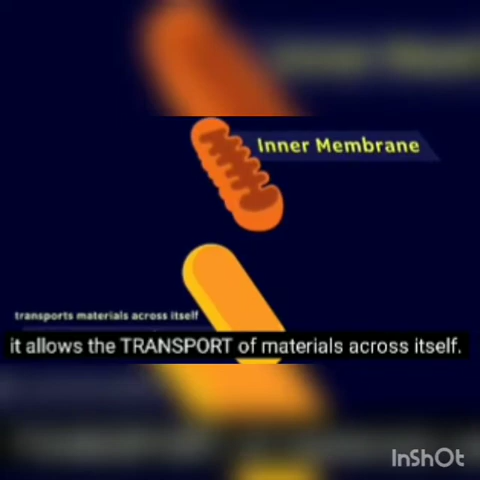 Inner Membrane
transports materials across itself
it allows the TRANSPORT of materials across itself.
InShOt